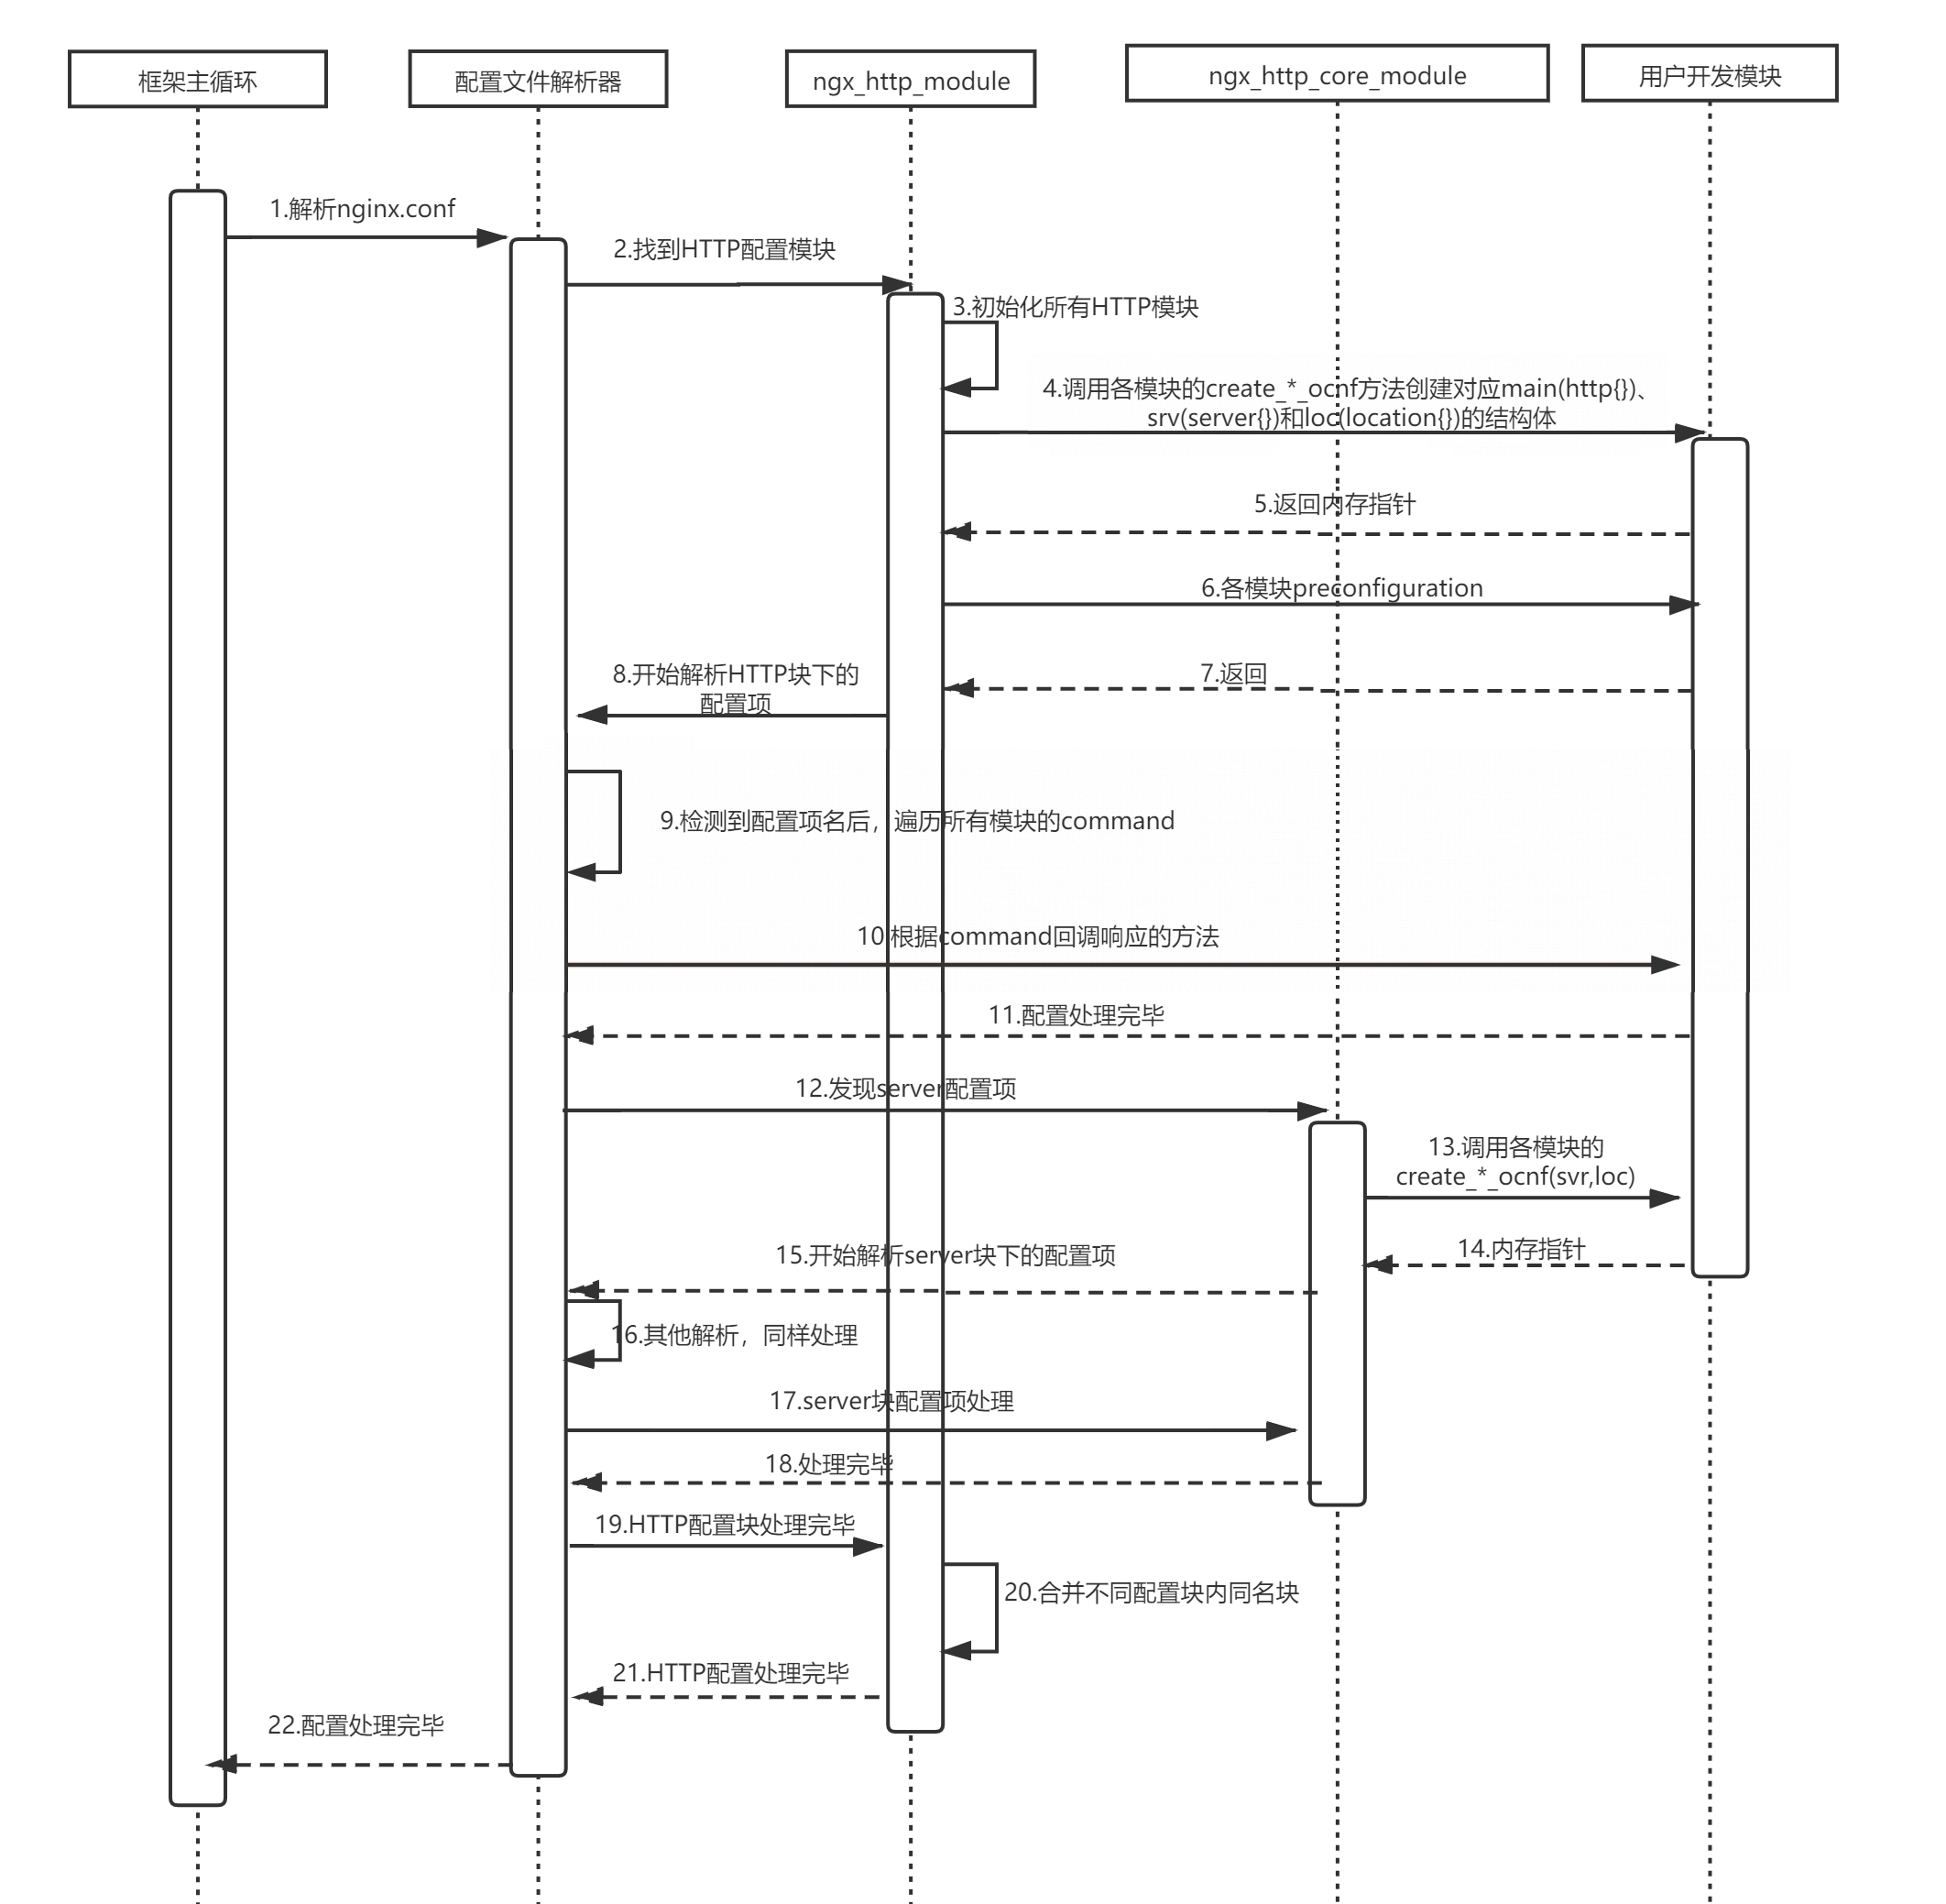 框架主循环
配置文件解析器
ngx_http_module
ngx_http_core_module
用户开发模块
1.解析nginx.conf
2.找到HTTP配置模块
3.初始化所有HTTP模块
4.调用各模块的create_*_ocnf方法创建对应main(http{})、
srv(server{})和loc(location{})的结构体
5.返回内存指针
6.各模块preconfiguration
7.返回
8.开始解析HTTP块下的
配置项
9.检测到配置项名后，遍历所有模块的command
10.根据command回调响应的方法
11.配置处理完毕
12.发现server配置项
13.调用各模块的
create_*_ocnf(svr,loc)
14.内存指针
15.开始解析server块下的配置项
16.其他解析，同样处理
17.server块配置项处理
18.处理完毕
19.HTTP配置块处理完毕
20.合并不同配置块内同名块
21.HTTP配置处理完毕
22.配置处理完毕